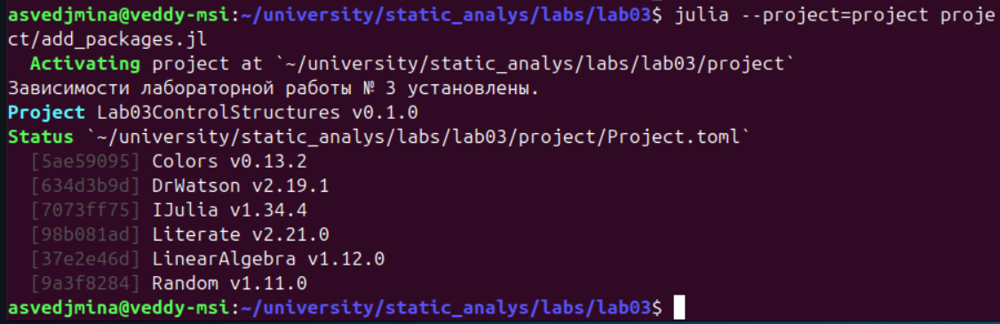 asvedjmina@veddy-msi:~/university/static_analys/labs/lab03$ julia --project=project proje
ct/add_packages.jl
  Activating project at `~/university/static_analys/labs/lab03/project`
Зависимости лабораторной работы № 3 установлены.
Project Lab03ControlStructures v0.1.0
Status `~/university/static_analys/labs/lab03/project/Project.toml`
  [5ae59095] Colors v0.13.2
  [634d3b9d] DrWatson v2.19.1
  [7073ff75] IJulia v1.34.4
  [98b081ad] Literate v2.21.0
  [37e2e46d] LinearAlgebra v1.12.0
  [9a3f8284] Random v1.11.0
asvedjmina@veddy-msi:~/university/static_analys/labs/lab03$